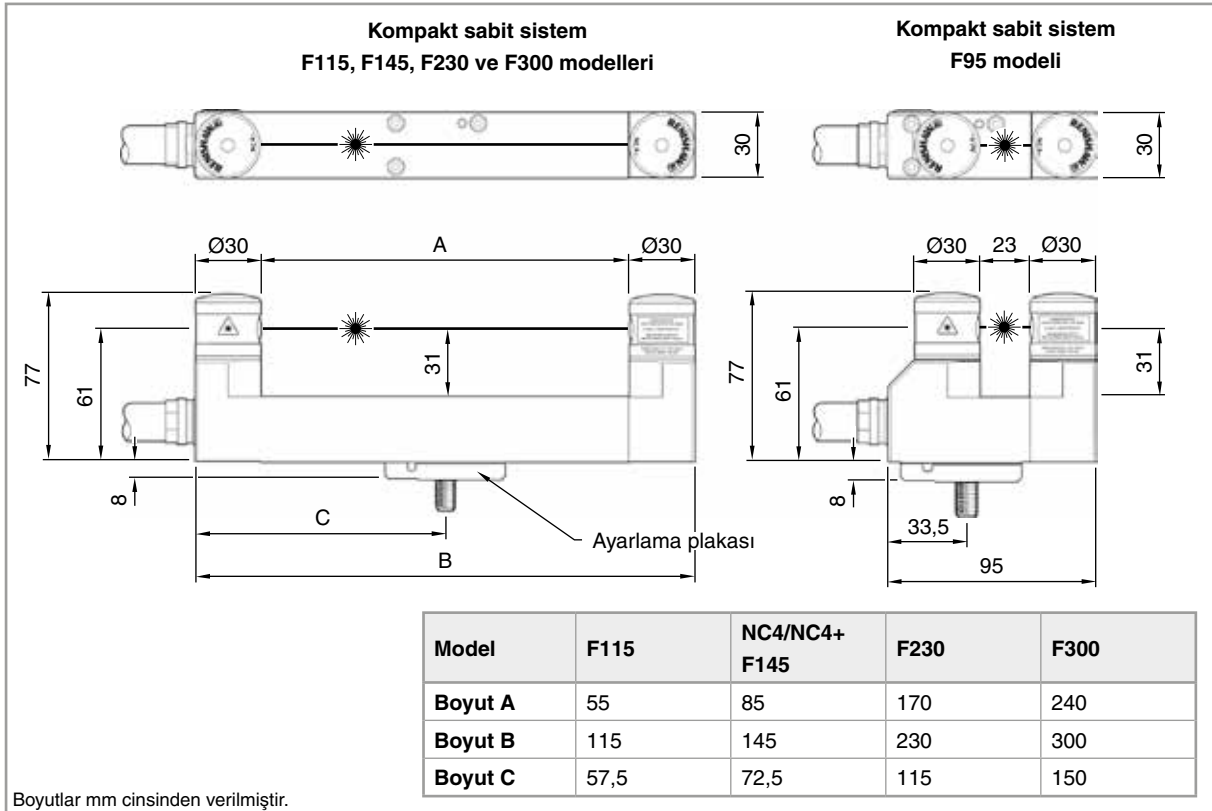 Kompakt sabit sistem
F115, F145, F230 ve F300 modelleri
Kompakt sabit sistem
F95 modeli
RENISHAW
30
RENISHAW
RENISHAW
30
Ø30
A
Ø30
77
61
31
8
C
B
Ayarlama plakası
Ø30
23
Ø30
77
61
31
8
33,5
95
Model F115 NC4/NC4+ F145 F230 F300
Boyut A 55 85 170 240
Boyut B 115 145 230 300
Boyut C 57,5 72,5 115 150
Boyutlar mm cinsinden verilmiştir.